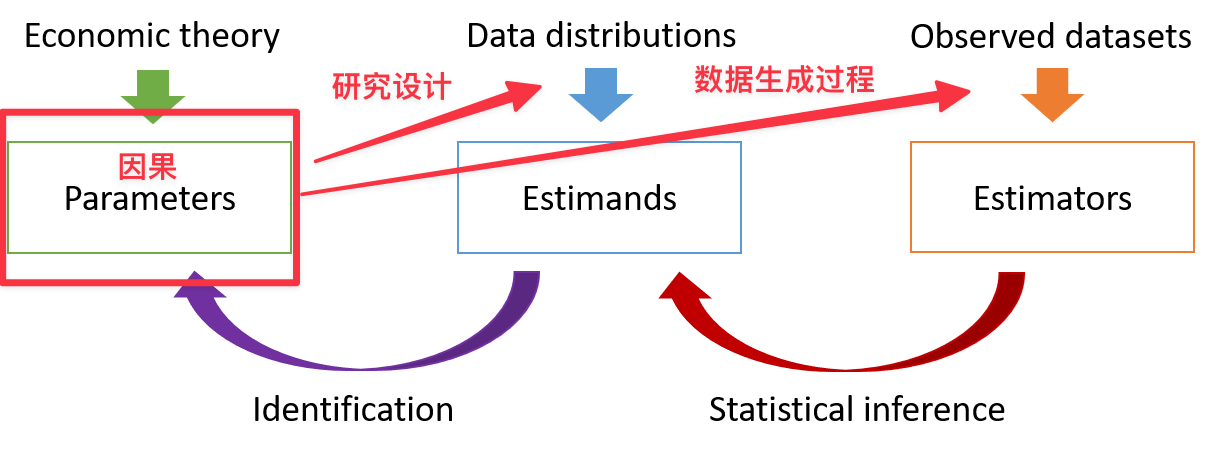 Economic theory
Data distributions
Observed datasets
研究设计
数据生成过程
因果
Parameters
Estimands
Estimators
Identification
Statistical inference